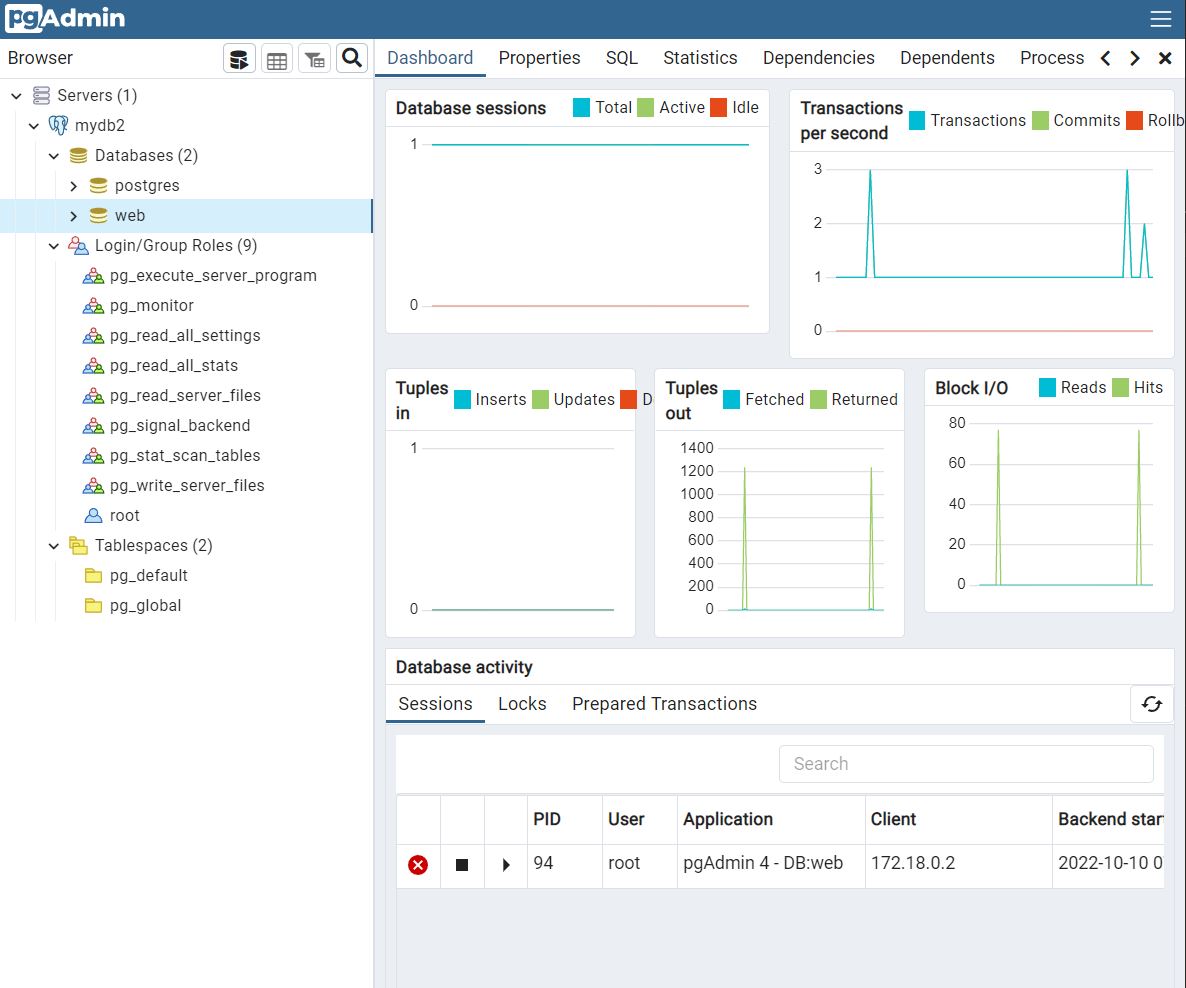 pgAdmin
Browser
Dashboard Properties SQL Statistics Dependencies Dependents Process
Servers (1)
mydb2
Databases (2)
postgres
web
Login/Group Roles (9)
pg_execute_server_program
pg_monitor
pg_read_all_settings
pg_read_all_stats
pg_read_server_files
pg_signal_backend
pg_stat_scan_tables
pg_write_server_files
root
Tablespaces (2)
pg_default
pg_global
Database sessions Total Active Idle
1
0
Transactions
per second
Transactions Commits Rollb
3
2
1
0
Tuples
in
Inserts Updates D
1
0
Tuples
out
Fetched Returned
1400
1200
1000
800
600
400
200
0
Block I/O Reads Hits
80
60
40
20
0
Database activity
Sessions Locks Prepared Transactions
Search
PID User Application Client Backend star
94 root pgAdmin 4 - DB:web 172.18.0.2 2022-10-10 0